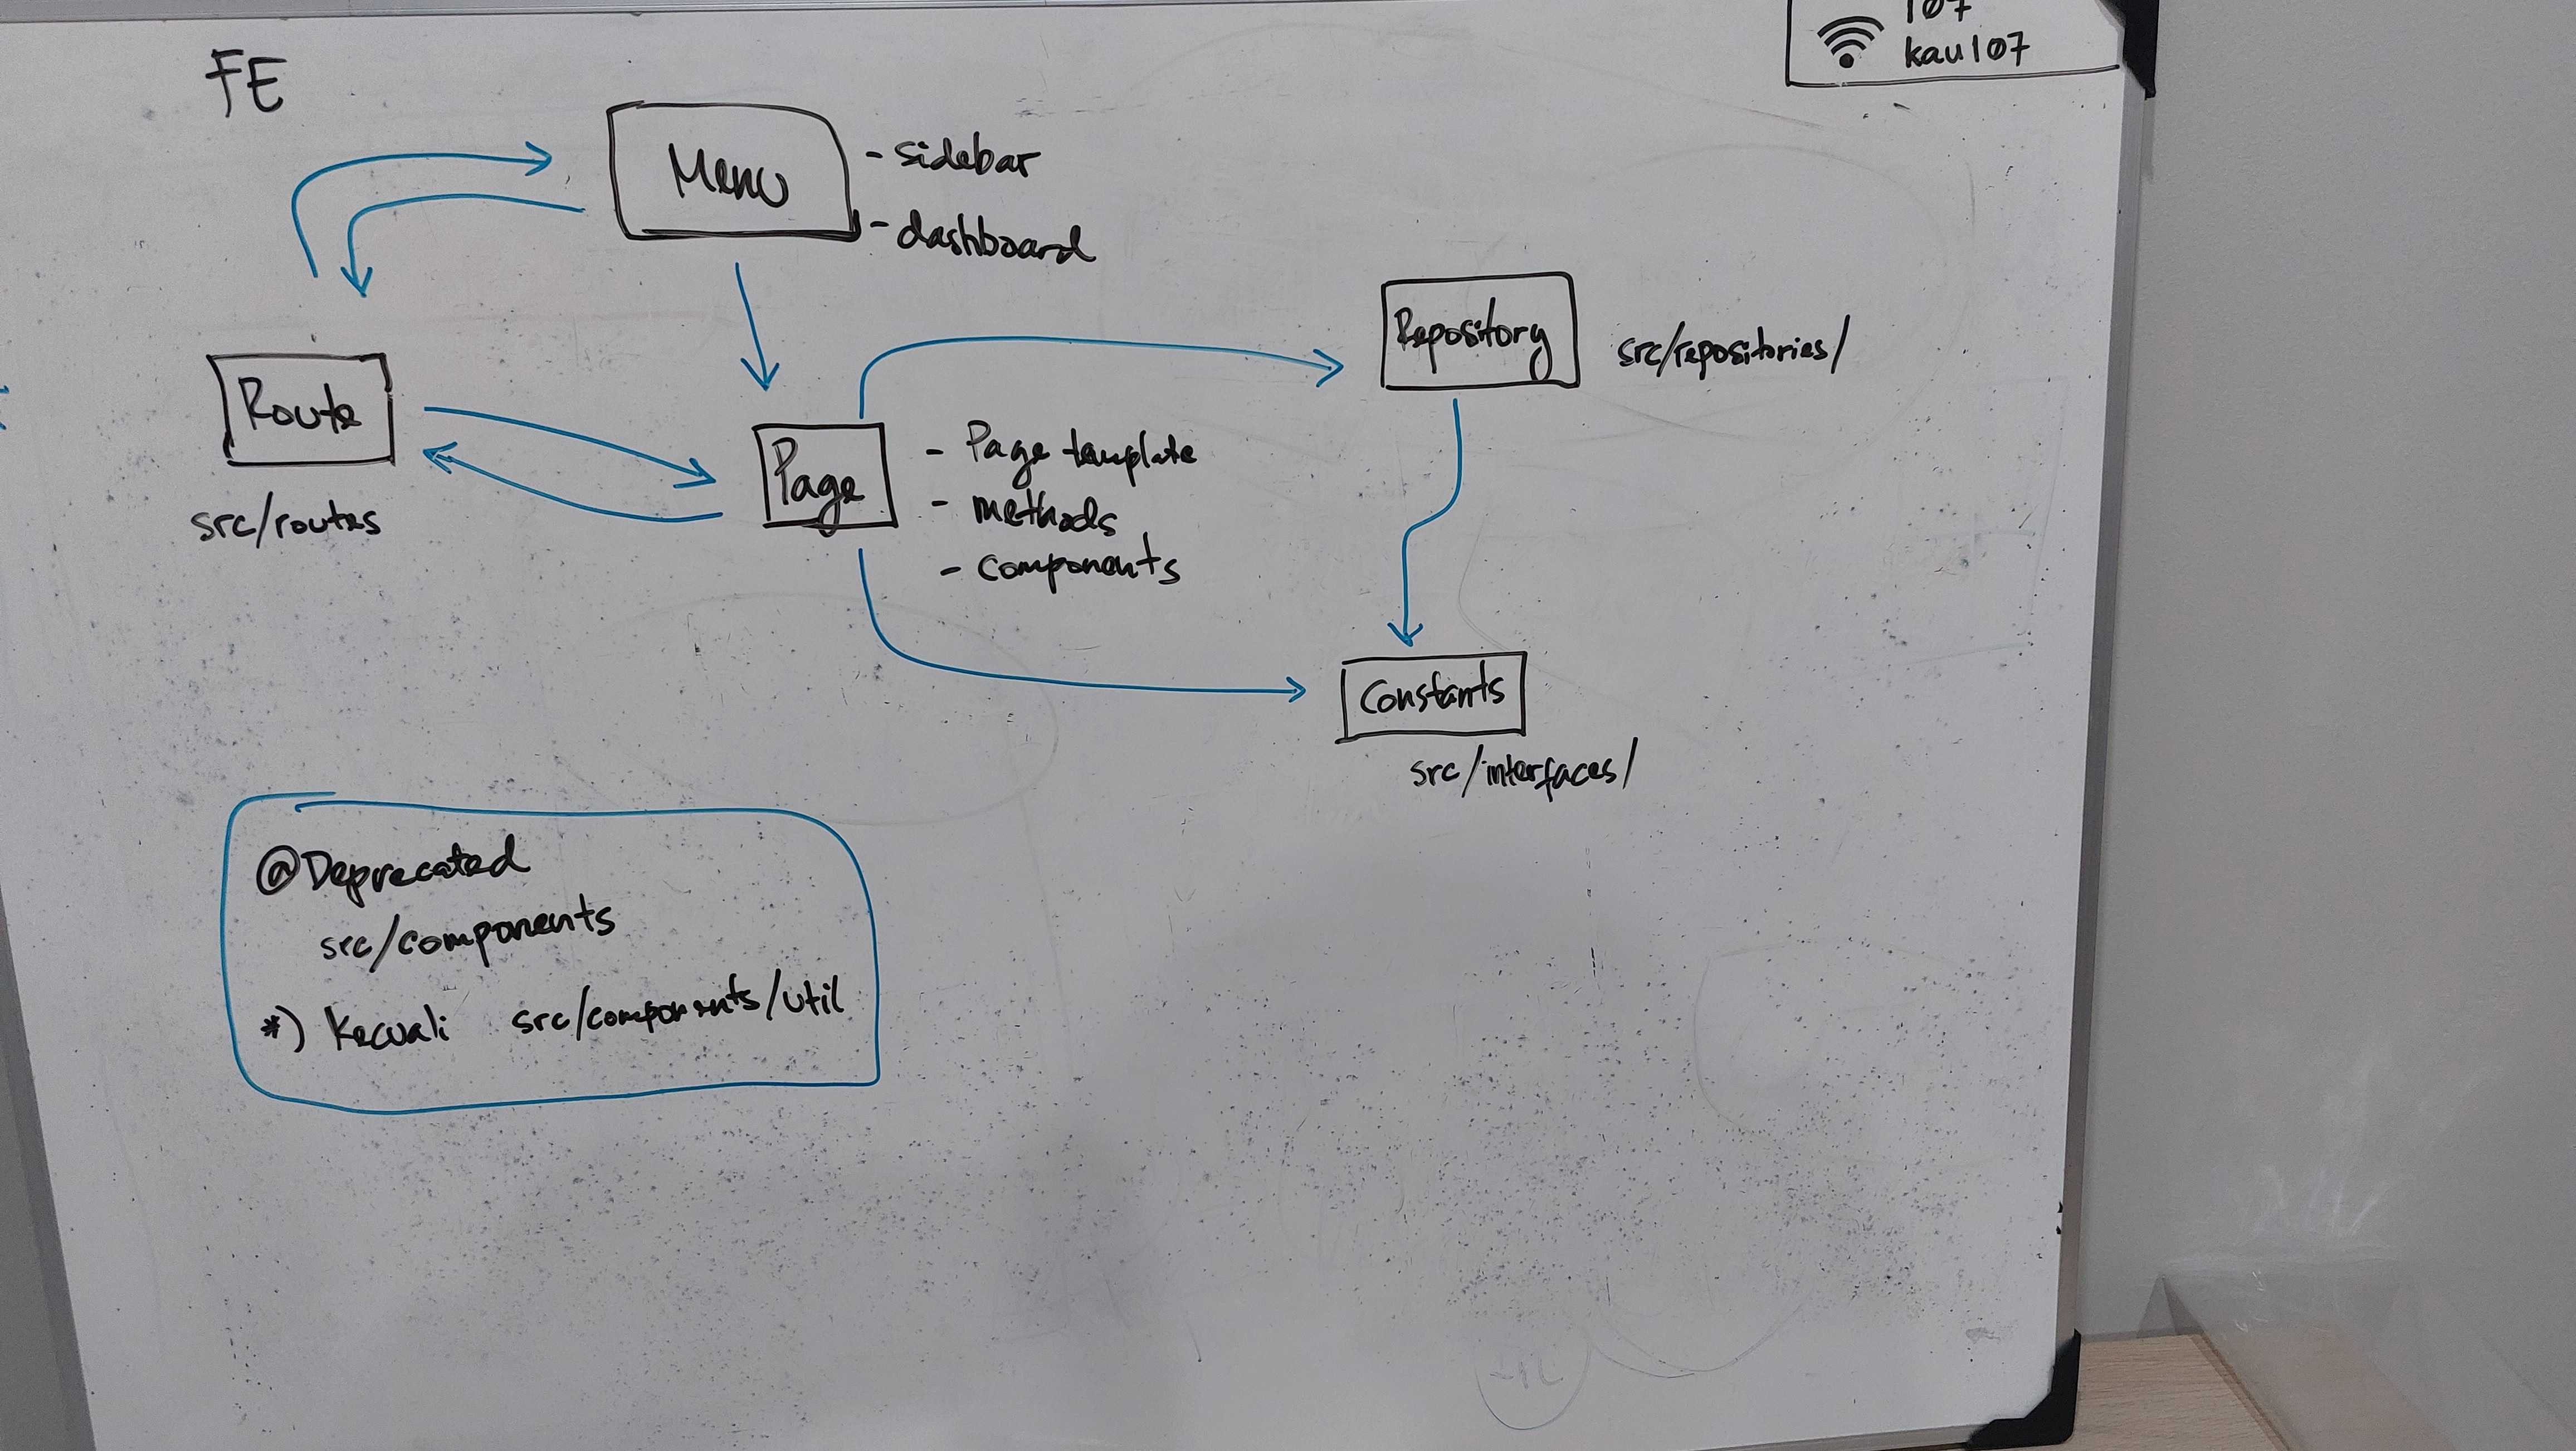 FE
107
kau107
Menu
- sidebar
- dashboard
Route
src/routes
Page
- Page template
- methods
- components
Repository
src/repositories/
Constants
src/interfaces/
@Deprecated
src/components
*) Kecuali src/components/util